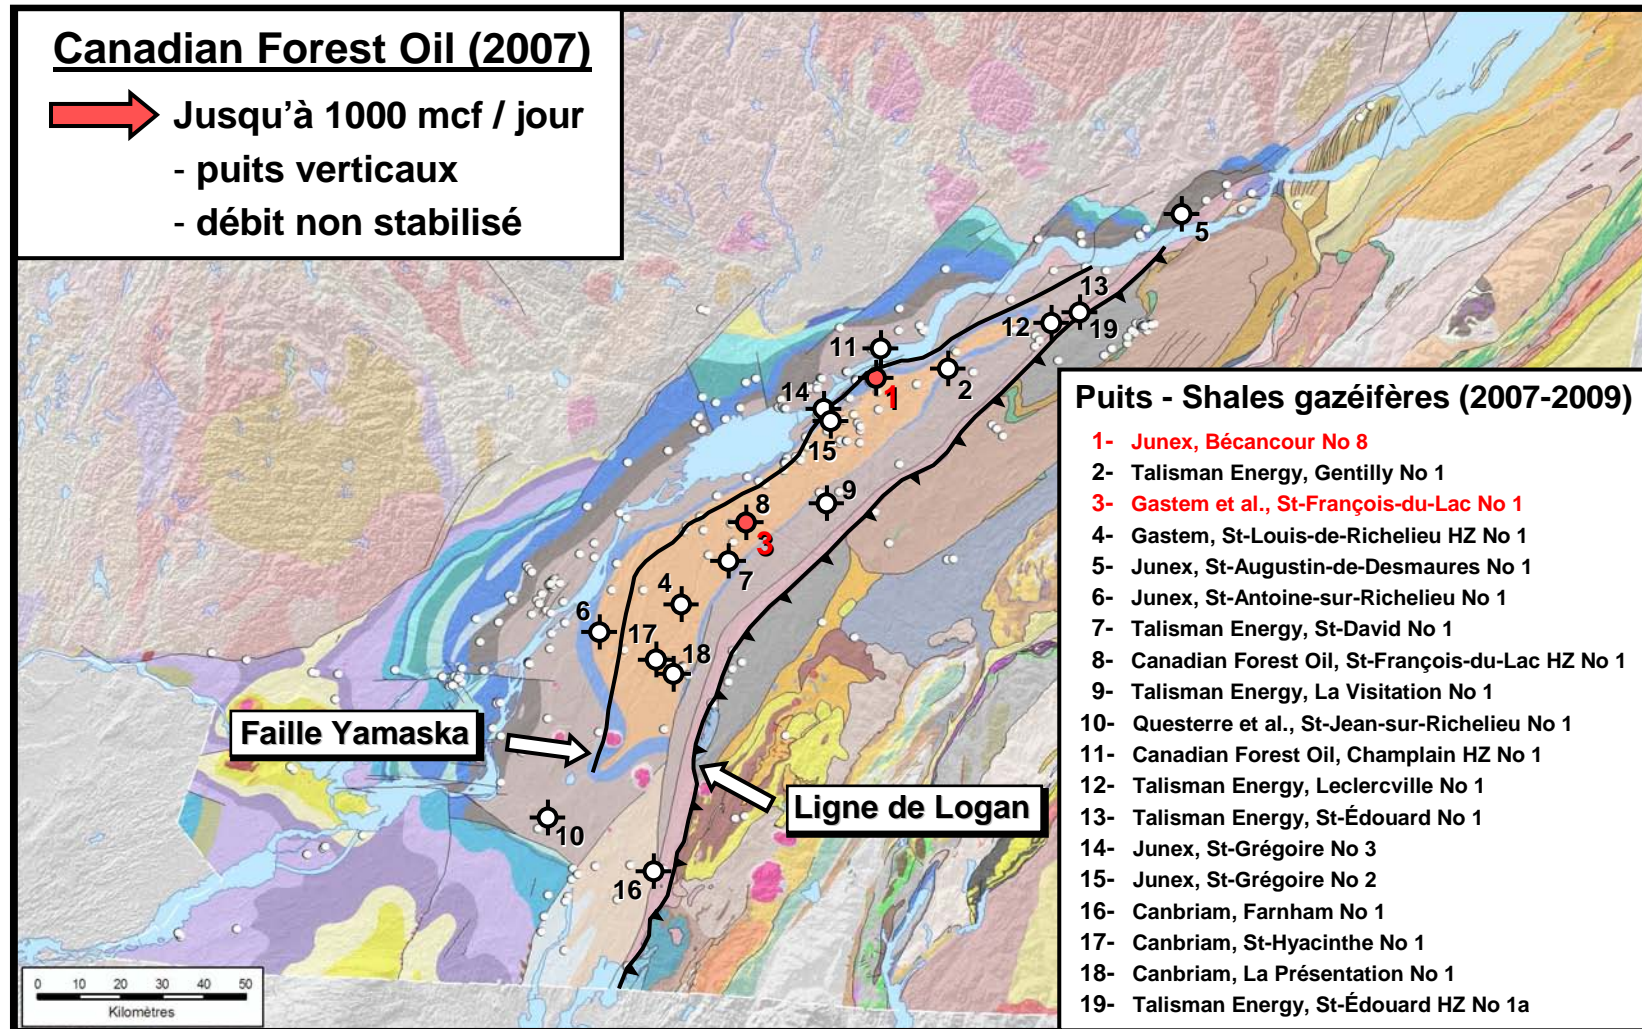 Canadian Forest Oil (2007)
Jusqu'à 1000 mcf / jour
- puits verticaux
- débit non stabilisé
5
13
12
19
11
2
1
14
15
9
8
3
7
4
6
17
18
Faille Yamaska
Ligne de Logan
10
16
0 10 20 30 40 50
Kilomètres
Puits - Shales gazéifères (2007-2009)
1- Junex, Bécancour No 8
2- Talisman Energy, Gentilly No 1
3- Gastem et al., St-François-du-Lac No 1
4- Gastem, St-Louis-de-Richelieu HZ No 1
5- Junex, St-Augustin-de-Desmaures No 1
6- Junex, St-Antoine-sur-Richelieu No 1
7- Talisman Energy, St-David No 1
8- Canadian Forest Oil, St-François-du-Lac HZ No 1
9- Talisman Energy, La Visitation No 1
10- Questerre et al., St-Jean-sur-Richelieu No 1
11- Canadian Forest Oil, Champlain HZ No 1
12- Talisman Energy, Leclercville No 1
13- Talisman Energy, St-Édouard No 1
14- Junex, St-Grégoire No 3
15- Junex, St-Grégoire No 2
16- Canbriam, Farnham No 1
17- Canbriam, St-Hyacinthe No 1
18- Canbriam, La Présentation No 1
19- Talisman Energy, St-Édouard HZ No 1a